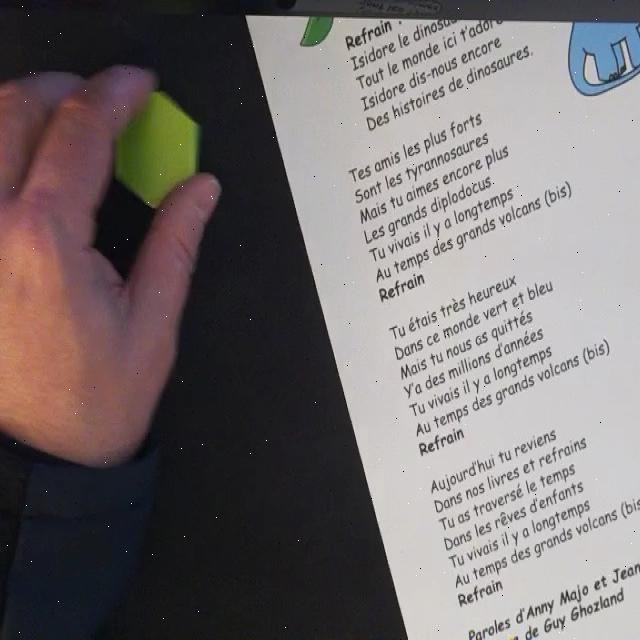 Refrain :
Isidore le dinosau
Tout le monde ici t'adore
Isidore dis-nous encore
Des histoires de dinosaures.
Tes amis les plus forts
Sont les tyrannosaures
Mais tu aimes encore plus
Les grands diplodocus.
Tu vivais il y a longtemps
Au temps des grands volcans (bis)
Refrain
Tu étais très heureux
Dans ce monde vert et bleu
Mais tu nous as quittés
Y'a des millions d'années
Tu vivais il y a longtemps
Au temps des grands volcans (bis)
Refrain
Aujourd'hui tu reviens
Dans nos livres et refrains
Tu as traversé le temps
Dans les rêves d'enfants
Tu vivais il y a longtemps
Au temps des grands volcans (bis
Refrain
Paroles d'Anny Majo et Jean
de Guy Ghozland